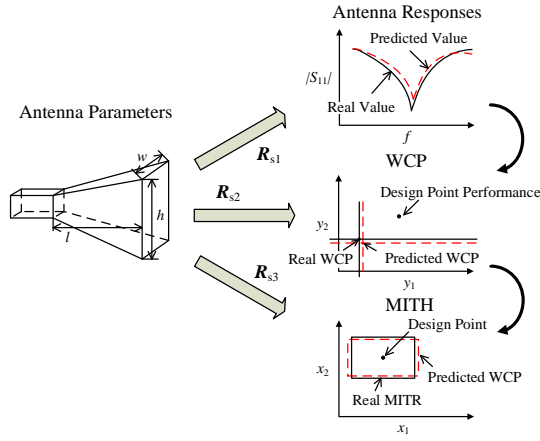 Antenna Responses
Predicted Value
|S11|
Real Value
f
Antenna Parameters
w
h
l
Rs1
Rs2
Rs3
WCP
Design Point Performance
y2
Real WCP
Predicted WCP
y1
MITH
Design Point
x2
Predicted WCP
Real MITR
x1